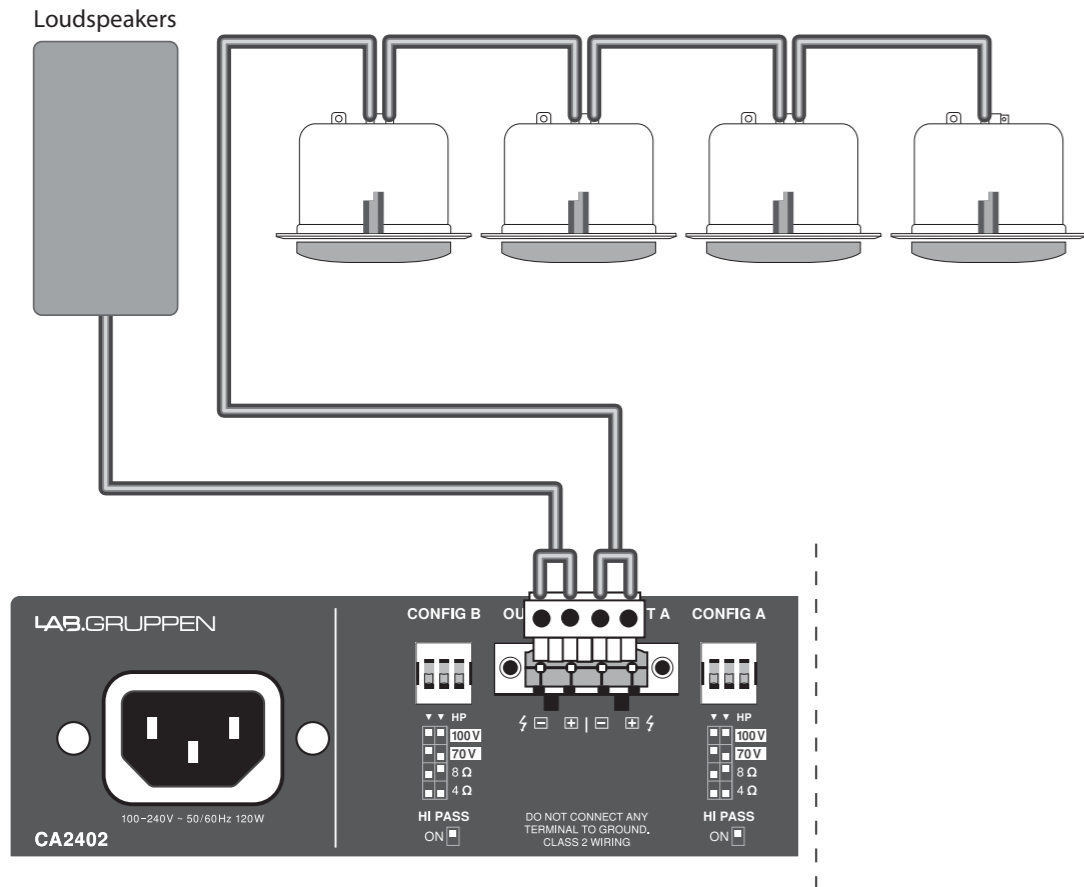 Loudspeakers
LAB.GRUPPEN
CONFIG B
OU
T A
CONFIG A
▼ ▼ HP
100 V
70 V
8 Ω
4 Ω
HI PASS
ON
− + | − +
DO NOT CONNECT ANY
TERMINAL TO GROUND.
CLASS 2 WIRING
▼ ▼ HP
100 V
70 V
8 Ω
4 Ω
HI PASS
ON
100-240V ~ 50/60Hz 120W
CA2402